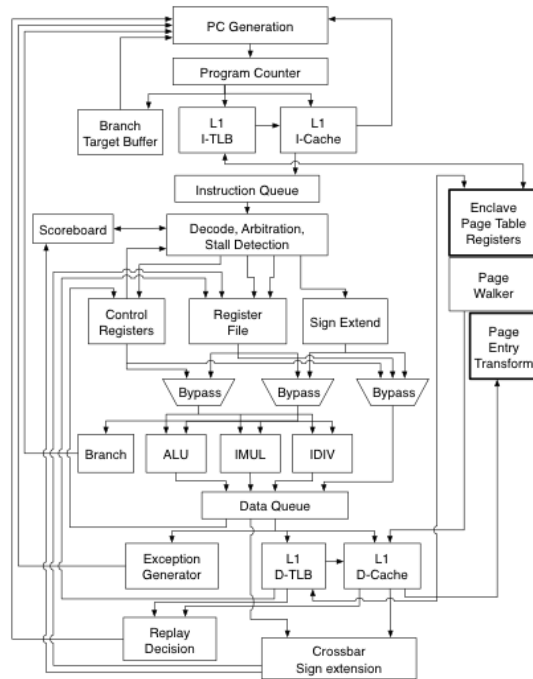 PC Generation
Program Counter
Branch
Target Buffer
L1
I-TLB
L1
I-Cache
Instruction Queue
Enclave
Page Table
Registers
Scoreboard
Decode, Arbitration,
Stall Detection
Page
Walker
Control
Registers
Register
File
Sign Extend
Page
Entry
Transform
Bypass
Bypass
Bypass
Branch
ALU
IMUL
IDIV
Data Queue
Exception
Generator
L1
D-TLB
L1
D-Cache
Replay
Decision
Crossbar
Sign extension